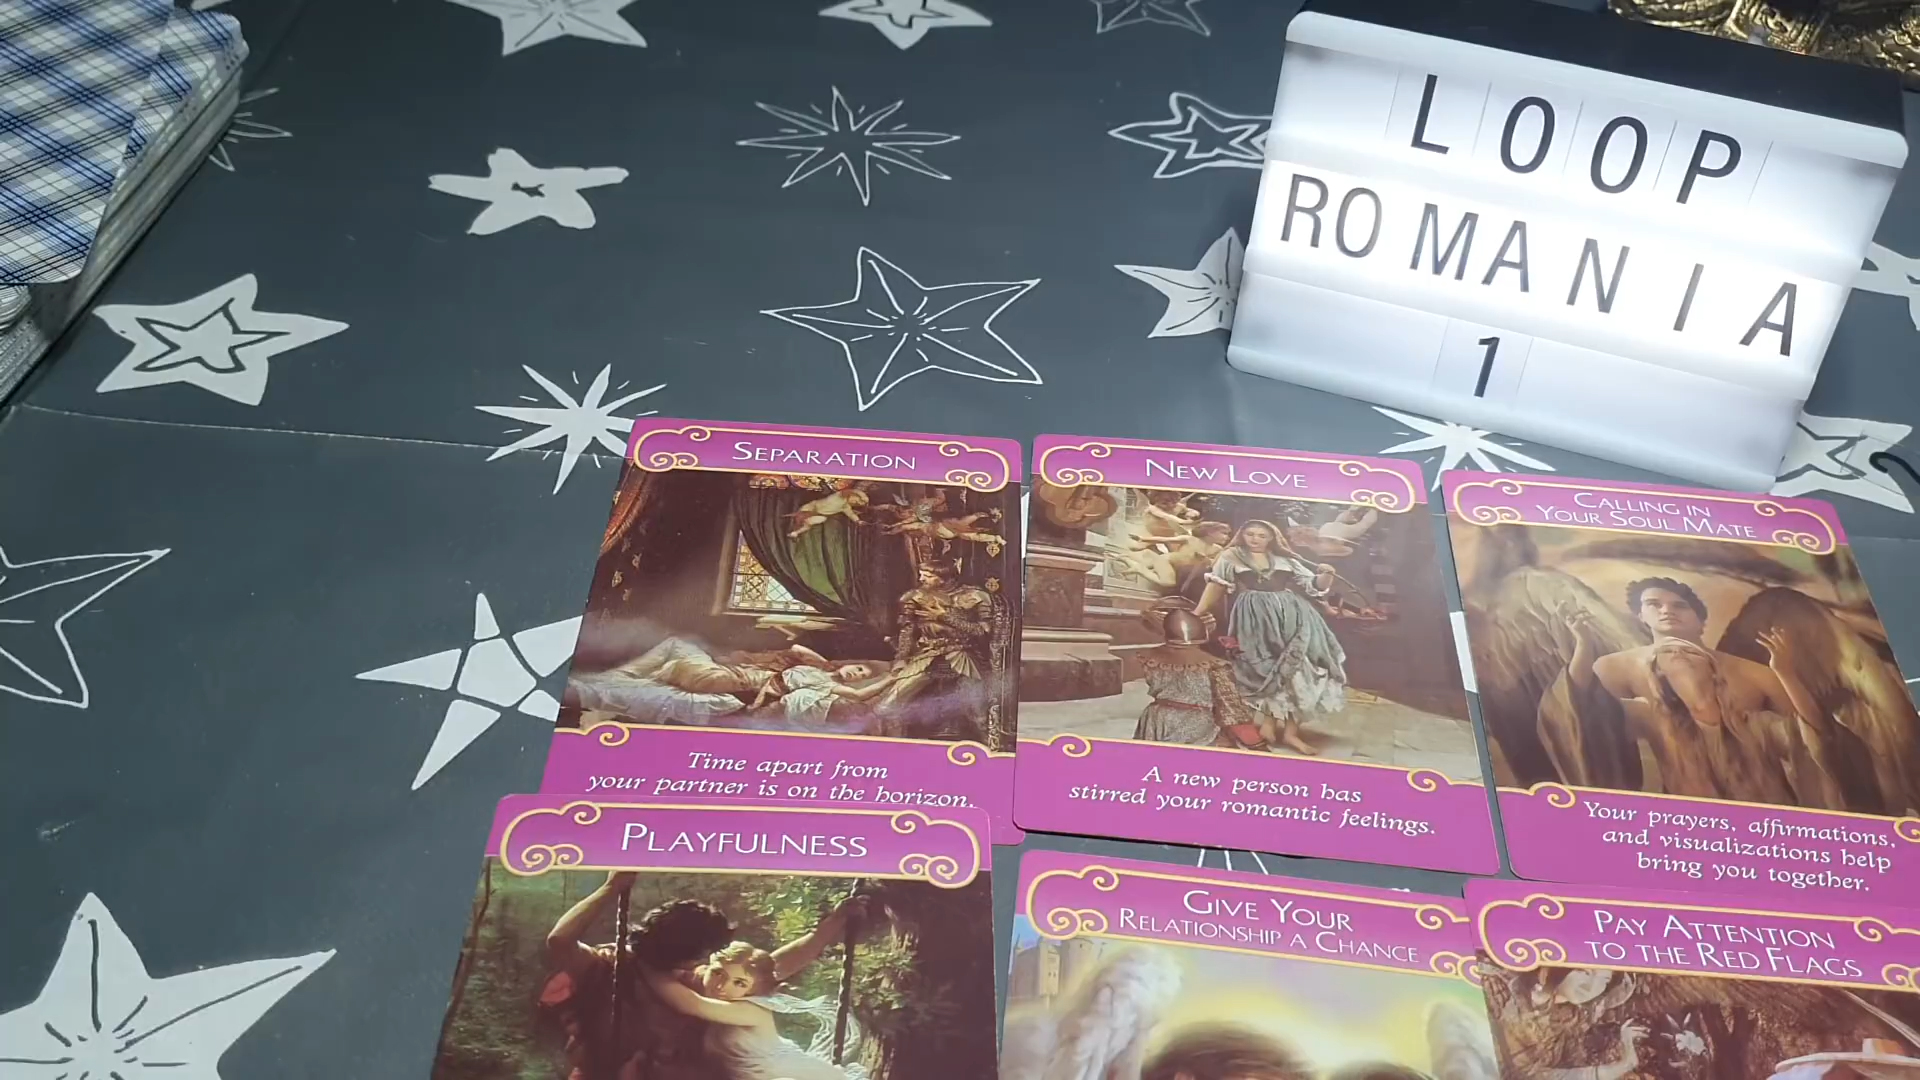 LOOP
ROMANIA
1
SEPARATION
Time apart from
your partner is on the horizon.
NEW LOVE
A new person has
stirred your romantic feelings.
CALLING IN
YOUR SOUL MATE
Your prayers, affirmations,
and visualizations help
bring you together.
PLAYFULNESS
GIVE YOUR
RELATIONSHIP A CHANCE
PAY ATTENTION
TO THE RED FLAGS